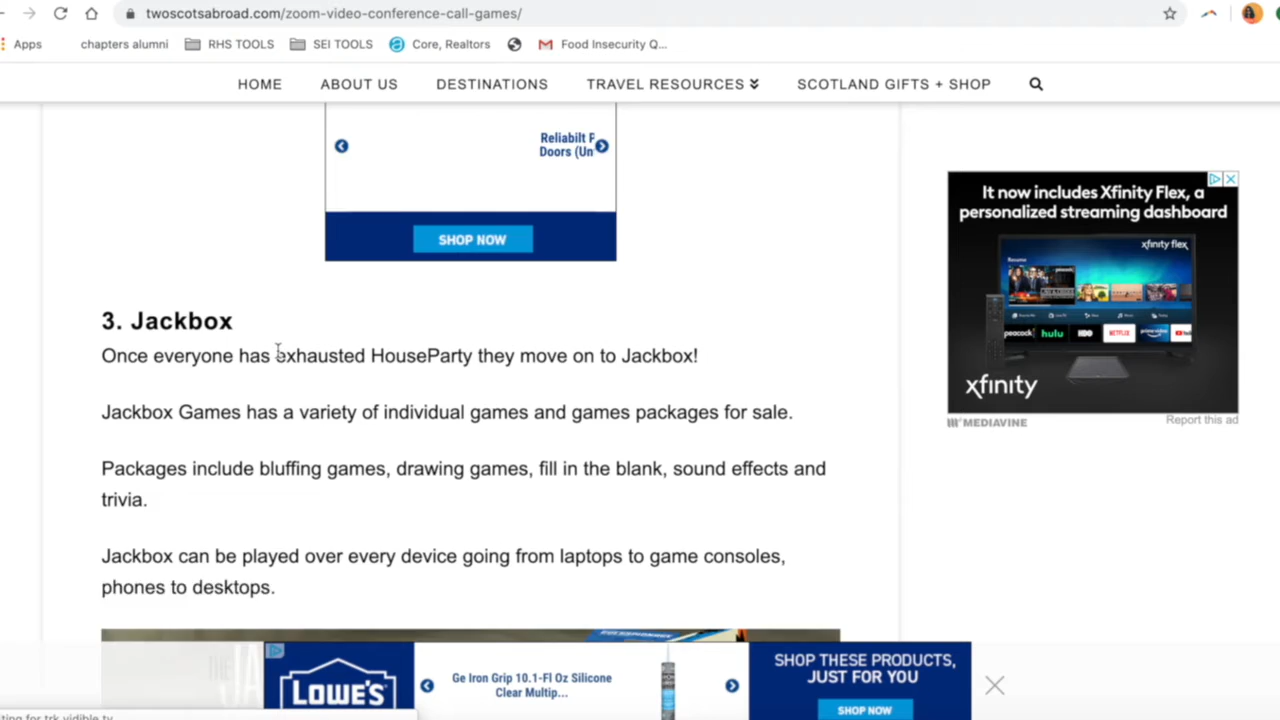 twoscotsabroad.com/zoom-video-conference-call-games/
Apps chapters alumni RHS TOOLS SEI TOOLS Core, Realtors Food Insecurity Q...
HOME ABOUT US DESTINATIONS TRAVEL RESOURCES SCOTLAND GIFTS + SHOP
Reliabilt
Doors (Un
SHOP NOW
It now includes Xfinity Flex, a
personalized streaming dashboard
xfinity flex
peacock hulu HBO NETFLIX prime video
xfinity
MEDIAVINE Report this ad
3. Jackbox
Once everyone has exhausted HouseParty they move on to Jackbox!
Jackbox Games has a variety of individual games and games packages for sale.
Packages include bluffing games, drawing games, fill in the blank, sound effects and
trivia.
Jackbox can be played over every device going from laptops to game consoles,
phones to desktops.
LOWE'S
Ge Iron Grip 10.1-Fl Oz Silicone
Clear Multip...
SHOP THESE PRODUCTS,
JUST FOR YOU
SHOP NOW